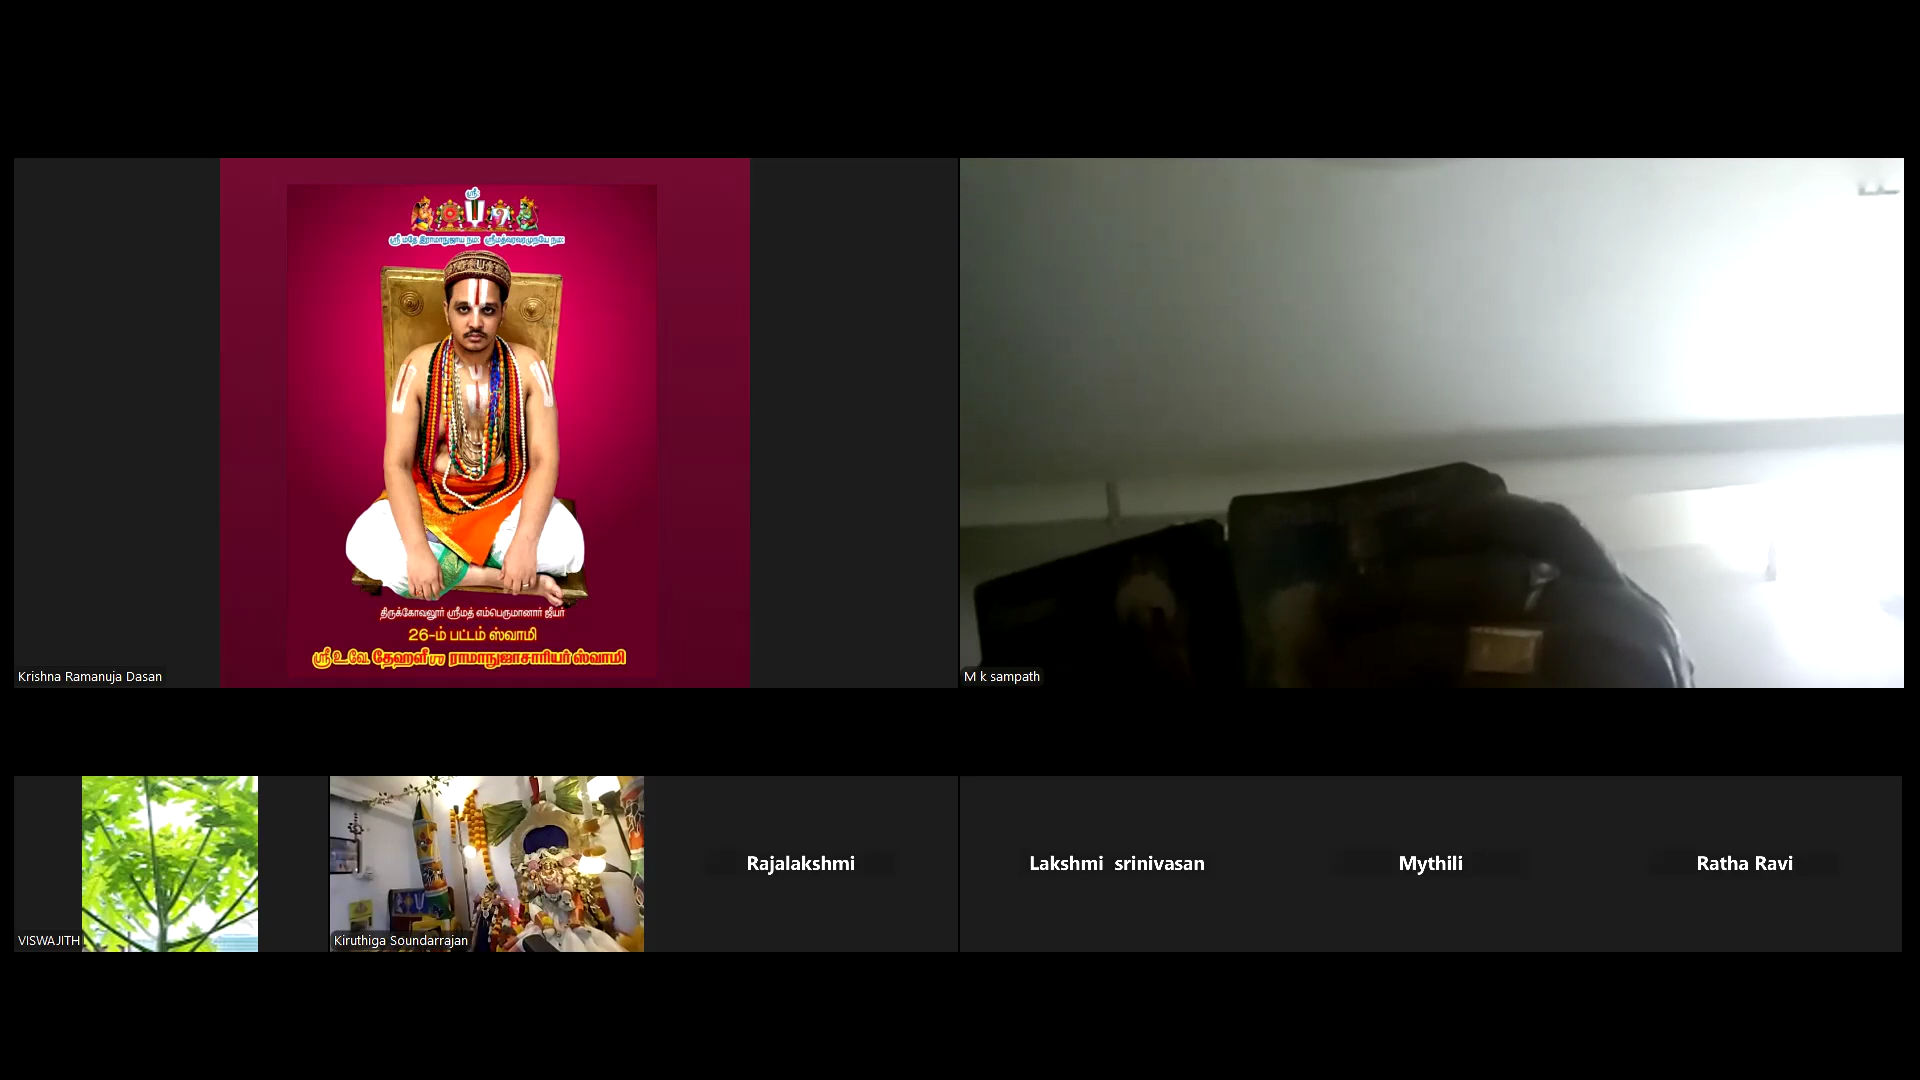 ஸ்ரீ:
ஸ்ரீ மதே இராமாநுஜாய நம: ஸ்ரீமத்வரவரமுநயே நம:
திருக்கோவலூர் ஸ்ரீமத் எம்பெருமானார் ஜீயர்
26-ம் பட்டம் ஸ்வாமி
ஸ்ரீ உ.வே. தேஹளீஶ ராமாநுஜாசாரியர் ஸ்வாமி
Krishna Ramanuja Dasan
M k sampath
VISWAJITH
Kiruthiga Soundarrajan
Rajalakshmi
Lakshmi srinivasan
Mythili
Ratha Ravi